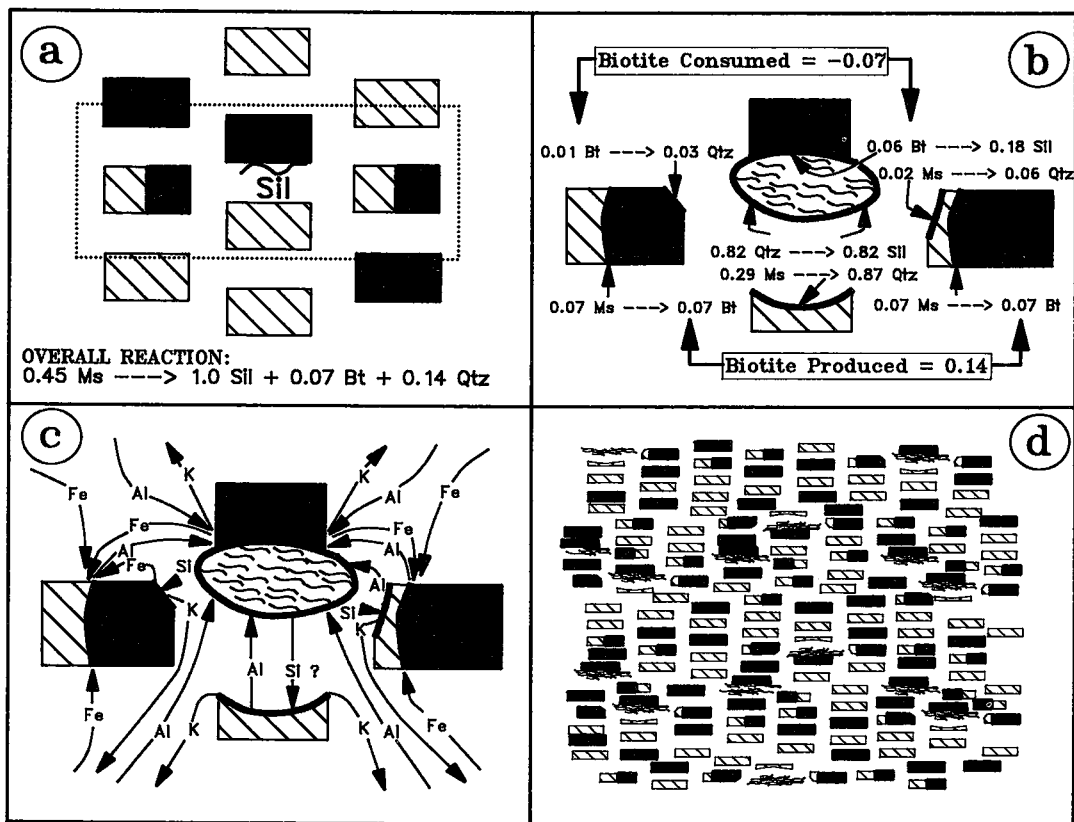 a
Sil
OVERALL REACTION:
0.45 Ms ---> 1.0 Sil + 0.07 Bt + 0.14 Qtz
b
Biotite Consumed = -0.07
0.01 Bt ---> 0.03 Qtz
0.06 Bt ---> 0.18 Sil
0.02 Ms ---> 0.06 Qtz
0.82 Qtz ---> 0.82 Sil
0.29 Ms ---> 0.87 Qtz
0.07 Ms ---> 0.07 Bt
0.07 Ms ---> 0.07 Bt
Biotite Produced = 0.14
c
K
K
Fe
Al
Al
Fe
Fe
Fe
Al
Al
Fe
Si
Al
K
Si
K
Al
Si ?
Fe
Al
K
K
Al
Fe
d